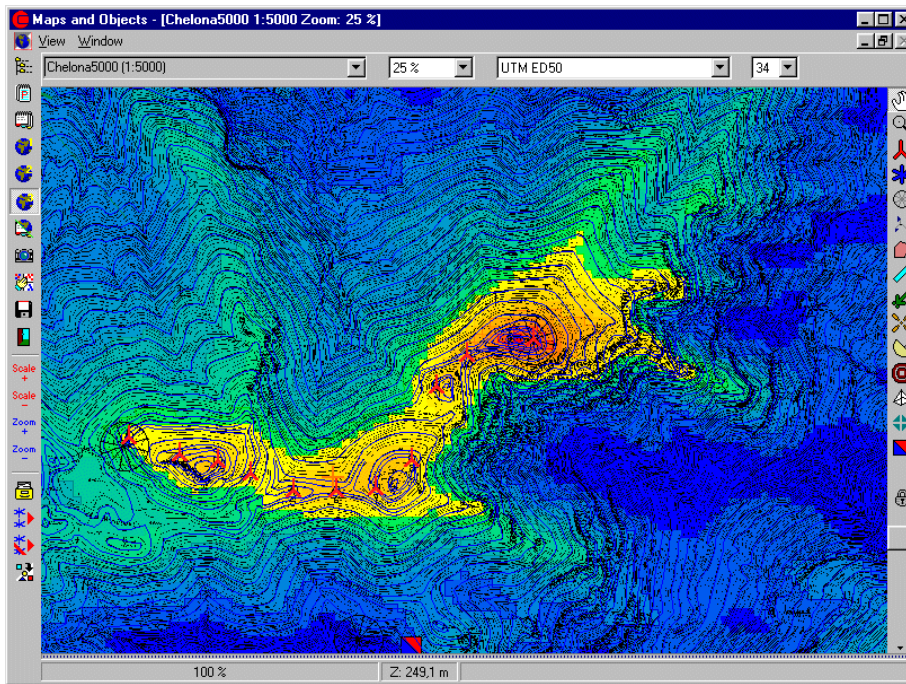 Maps and Objects - [Chelona5000 1:5000 Zoom: 25 %]
View Window
Chelona5000 (1:5000) 25 % UTM ED50 34
P
Scale
+
Scale
-
Zoom
+
Zoom
-
100 % Z: 249,1 m